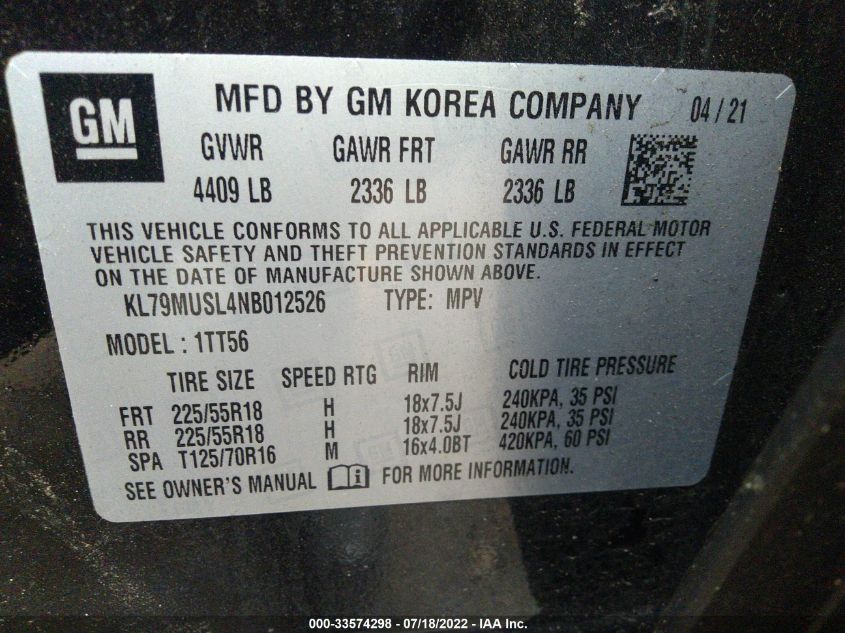 GM
MFD BY GM KOREA COMPANY 04/21
GVWR GAWR FRT GAWR RR
4409 LB 2336 LB 2336 LB
THIS VEHICLE CONFORMS TO ALL APPLICABLE U.S. FEDERAL MOTOR
VEHICLE SAFETY AND THEFT PREVENTION STANDARDS IN EFFECT
ON THE DATE OF MANUFACTURE SHOWN ABOVE.
KL79MUSL4NB012526 TYPE: MPV
MODEL : 1TT56
TIRE SIZE SPEED RTG RIM COLD TIRE PRESSURE
FRT 225/55R18 H 18x7.5J 240KPA, 35 PSI
RR 225/55R18 H 18x7.5J 240KPA, 35 PSI
SPA T125/70R16 M 16x4.0BT 420KPA, 60 PSI
SEE OWNER'S MANUAL i FOR MORE INFORMATION.
000-33574298 - 07/18/2022 - IAA Inc.